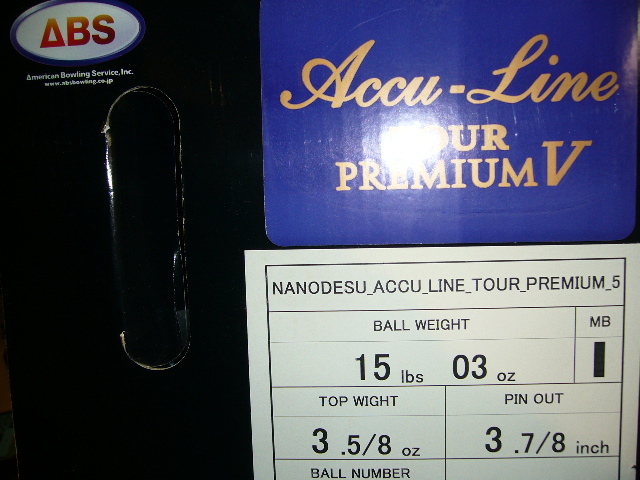 ABS
American Bowling Service, Inc.
www.absbowling.co.jp
Accu-Line
TOUR
PREMIUM V
NANODESU_ACCU_LINE_TOUR_PREMIUM_5
BALL WEIGHT
MB
15 lbs 03 oz
TOP WIGHT
PIN OUT
3 .5/8 oz
3 .7/8 inch
BALL NUMBER